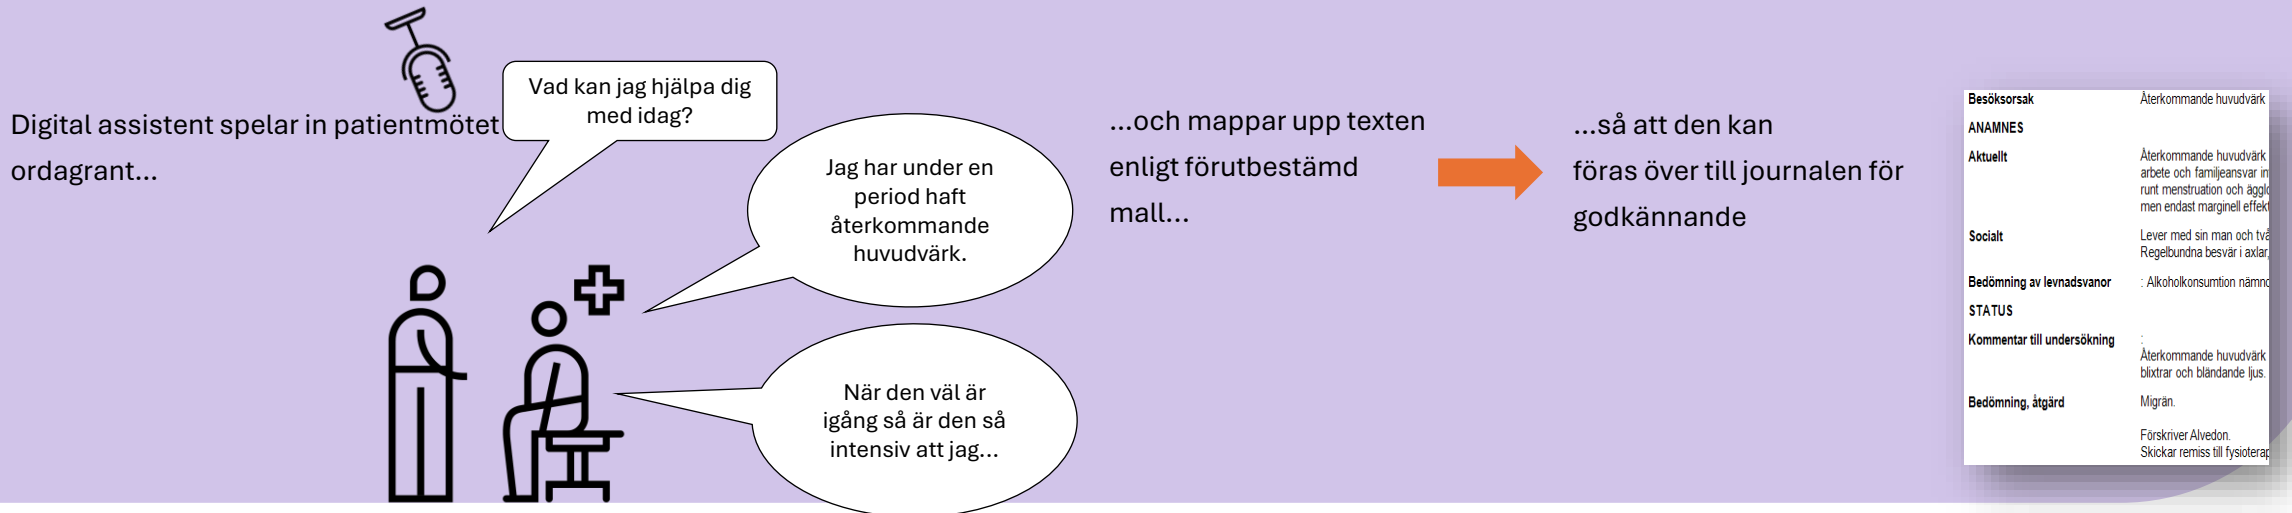 Digital assistent spelar in patientmötet
ordagrant...
Vad kan jag hjälpa dig
med idag?
Jag har under en
period haft
återkommande
huvudvärk.
När den väl är
igång så är den så
intensiv att jag...
...och mappar upp texten
enligt förutbestämd
mall...
...så att den kan
föras över till journalen för
godkännande
Besöksorsak Återkommande huvudvärk
ANAMNES
Aktuellt Återkommande huvudvärk
arbete och familjeansvar
runt menstruation och
men endast marginell
Socialt Lever med sin man och
Regelbundna besvär i axlar,
Bedömning av levnadsvanor : Alkoholkonsumtion
STATUS
Kommentar till undersökning :
Återkommande huvudvärk
blixtrar och bländande ljus.
Bedömning, åtgärd Migrän.
Förskriver Alvedon.
Skickar remiss till